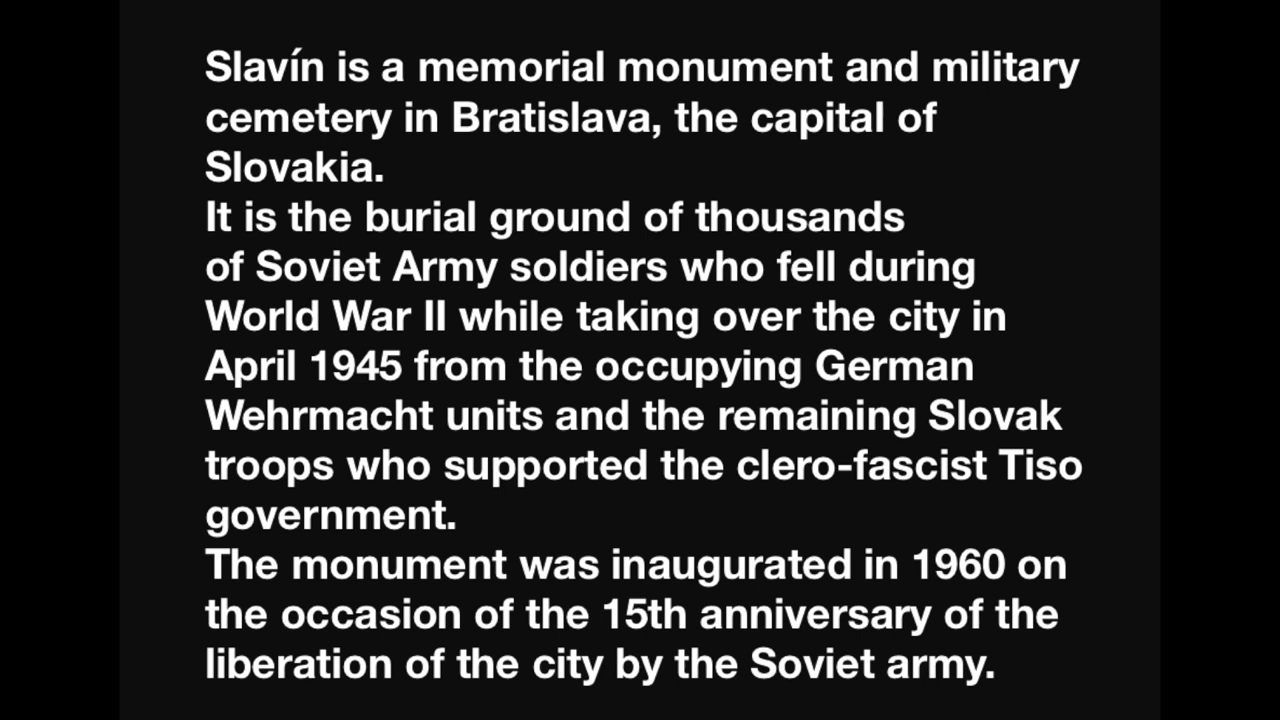 Slavín is a memorial monument and military
cemetery in Bratislava, the capital of
Slovakia.
It is the burial ground of thousands
of Soviet Army soldiers who fell during
World War II while taking over the city in
April 1945 from the occupying German
Wehrmacht units and the remaining Slovak
troops who supported the clero-fascist Tiso
government.
The monument was inaugurated in 1960 on
the occasion of the 15th anniversary of the
liberation of the city by the Soviet army.